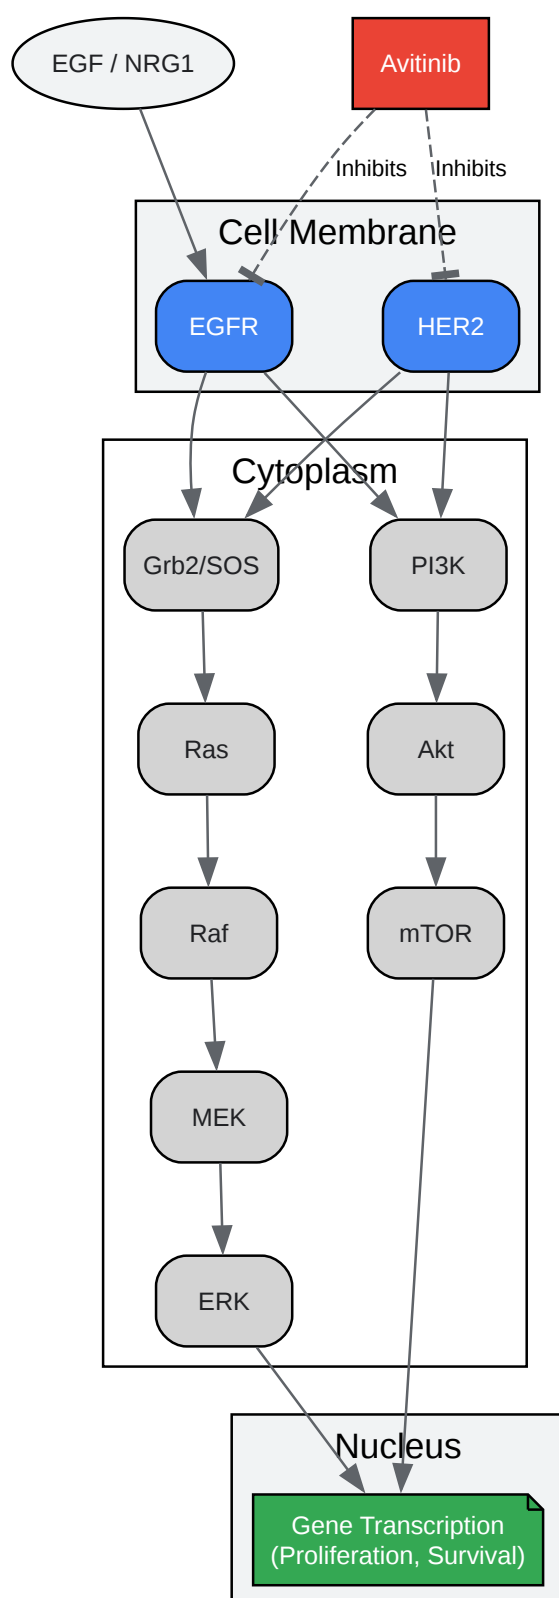 EGF / NRG1
Avitinib
Inhibits
Inhibits
Cell Membrane
EGFR
HER2
Cytoplasm
Grb2/SOS
PI3K
Ras
Akt
Raf
mTOR
MEK
ERK
Nucleus
Gene Transcription
(Proliferation, Survival)